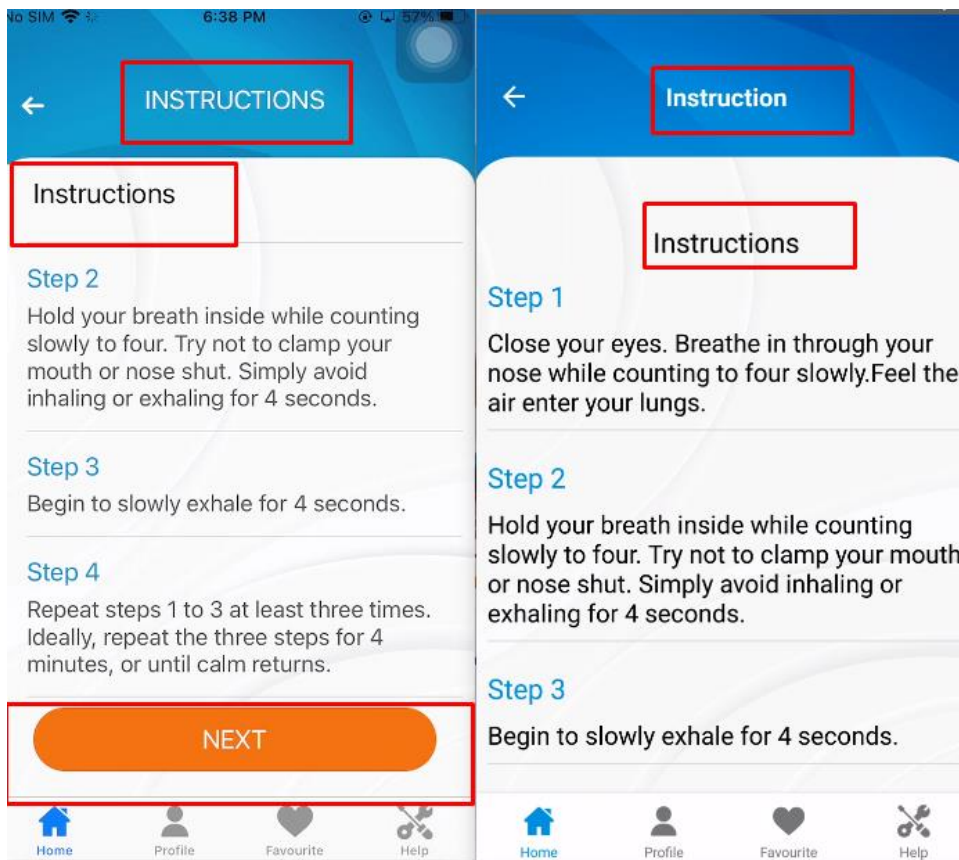 No SIM 6:38 PM 57%
INSTRUCTIONS
Instructions
Step 2
Hold your breath inside while counting
slowly to four. Try not to clamp your
mouth or nose shut. Simply avoid
inhaling or exhaling for 4 seconds.
Step 3
Begin to slowly exhale for 4 seconds.
Step 4
Repeat steps 1 to 3 at least three times.
Ideally, repeat the three steps for 4
minutes, or until calm returns.
NEXT
Home Profile Favourite Help
Instruction
Instructions
Step 1
Close your eyes. Breathe in through your
nose while counting to four slowly.Feel the
air enter your lungs.
Step 2
Hold your breath inside while counting
slowly to four. Try not to clamp your mouth
or nose shut. Simply avoid inhaling or
exhaling for 4 seconds.
Step 3
Begin to slowly exhale for 4 seconds.
Home Profile Favourite Help